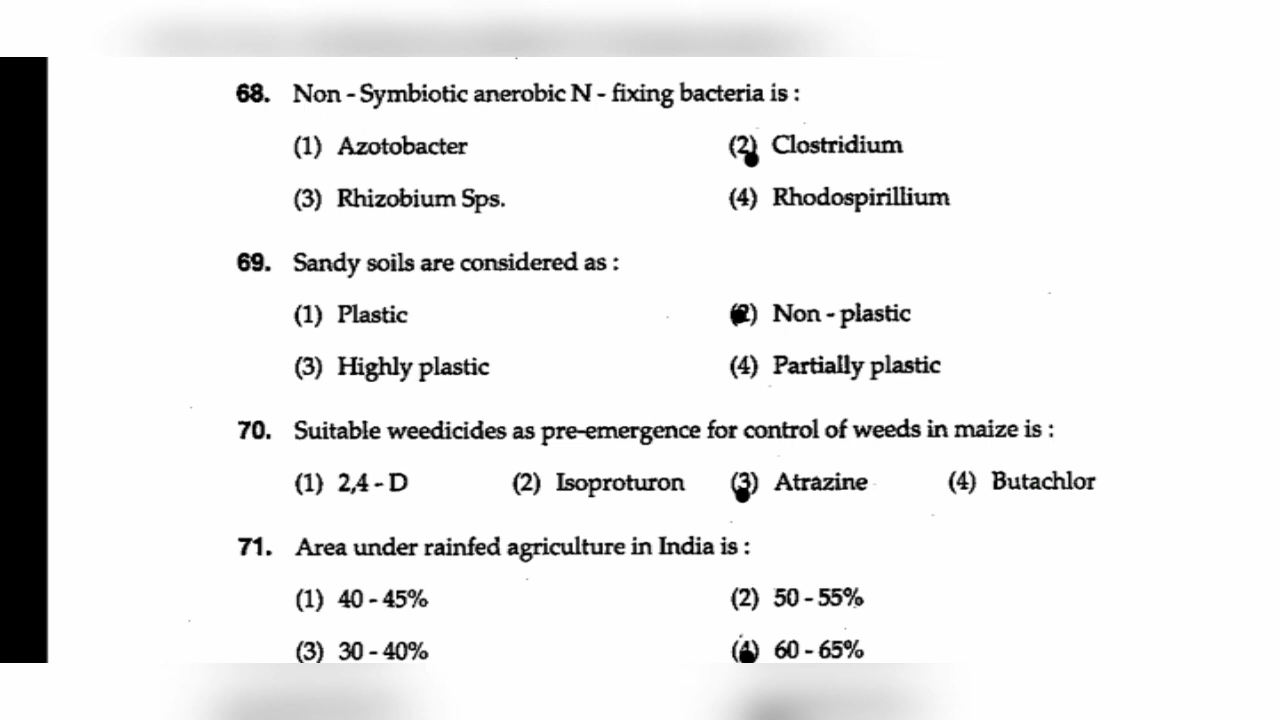 68. Non - Symbiotic anerobic N - fixing bacteria is :
(1) Azotobacter (2) Clostridium
(3) Rhizobium Sps. (4) Rhodospirillium
69. Sandy soils are considered as :
(1) Plastic (2) Non - plastic
(3) Highly plastic (4) Partially plastic
70. Suitable weedicides as pre-emergence for control of weeds in maize is :
(1) 2,4 - D (2) Isoproturon (3) Atrazine (4) Butachlor
71. Area under rainfed agriculture in India is :
(1) 40 - 45% (2) 50 - 55%
(3) 30 - 40% (4) 60 - 65%